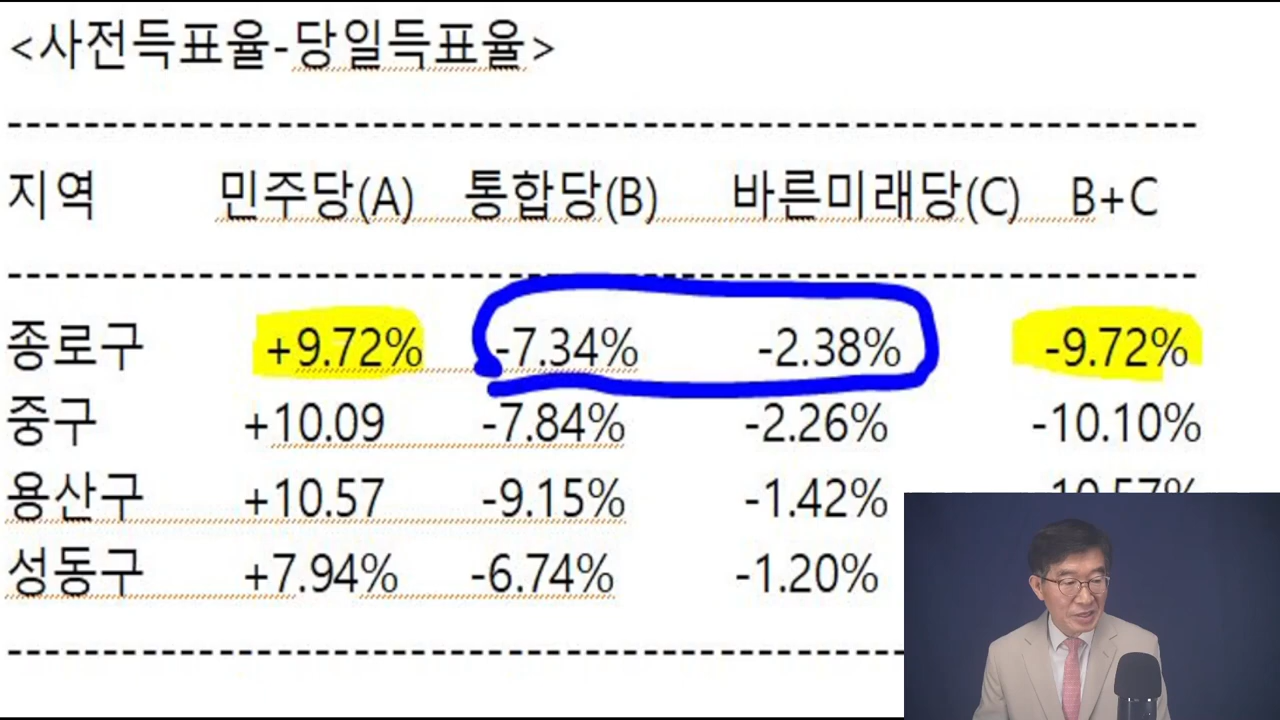 <사전득표율-당일득표율>
지역 민주당(A) 통합당(B) 바른미래당(C) B+C
종로구 +9.72% -7.34% -2.38% -9.72%
중구 +10.09 -7.84% -2.26% -10.10%
용산구 +10.57 -9.15% -1.42%
성동구 +7.94% -6.74% -1.20%